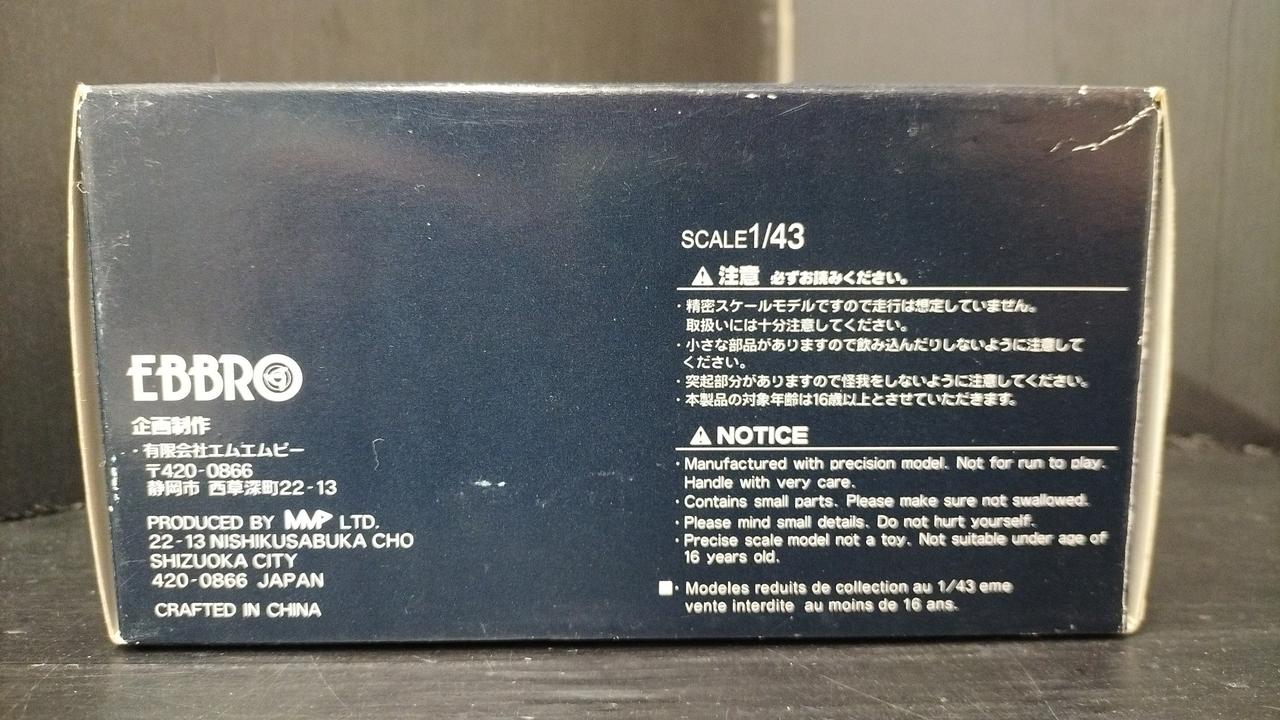 EBBRO
企画制作
・有限会社エムエムピー
〒420-0866
静岡市 西草深町22-13
PRODUCED BY MMP LTD.
22-13 NISHIKUSABUKA CHO
SHIZUOKA CITY
420-0866 JAPAN
CRAFTED IN CHINA
SCALE1/43
注意 必ずお読みください。
・精密スケールモデルですので走行は想定していません。
取扱いには十分注意してください。
・小さな部品がありますので飲み込んだりしないように注意して
ください。
・突起部分がありますので怪我をしないように注意してください。
・本製品の対象年齢は16歳以上とさせていただきます。
NOTICE
・Manufactured with precision model. Not for run to play.
Handle with very care.
・Contains small parts. Please make sure not swallowed.
・Please mind small details. Do not hurt yourself.
・Precise scale model not a toy. Not suitable under age of
16 years old.
・Modeles reduits de collection au 1/43 eme
vente interdite au moins de 16 ans.